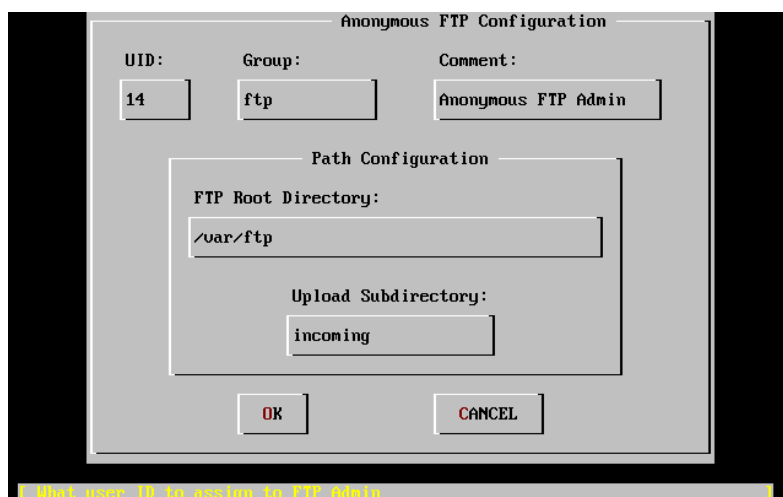 Anonymous FTP Configuration
UID: Group: Comment:
14 ftp Anonymous FTP Admin
Path Configuration
FTP Root Directory:
/var/ftp
Upload Subdirectory:
incoming
OK CANCEL
[ What user ID to assign to FTP Admin ]